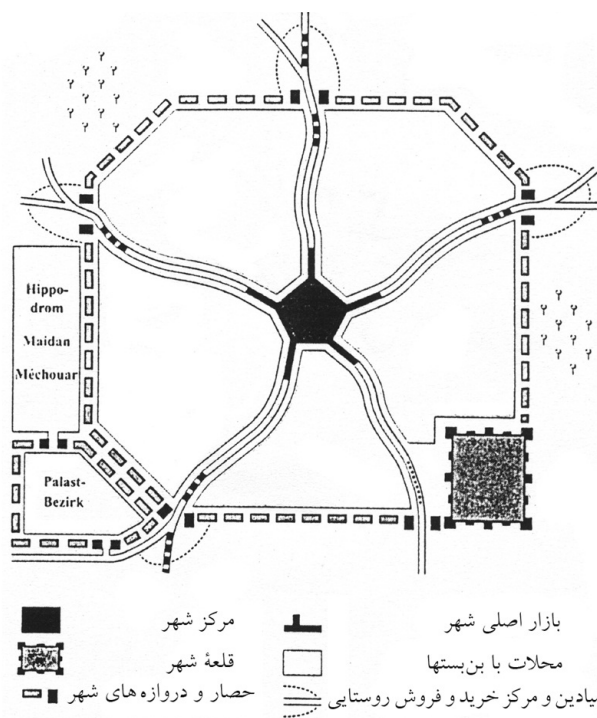 Hippo-
drom
Maidan
Méchouar
Palast-
Bezirk
بازار اصلی شهر
مرکز شهر
محلات با بن‌بستها
قلعهٔ شهر
میادین و مرکز خرید و فروش روستایی
حصار و دروازه های شهر